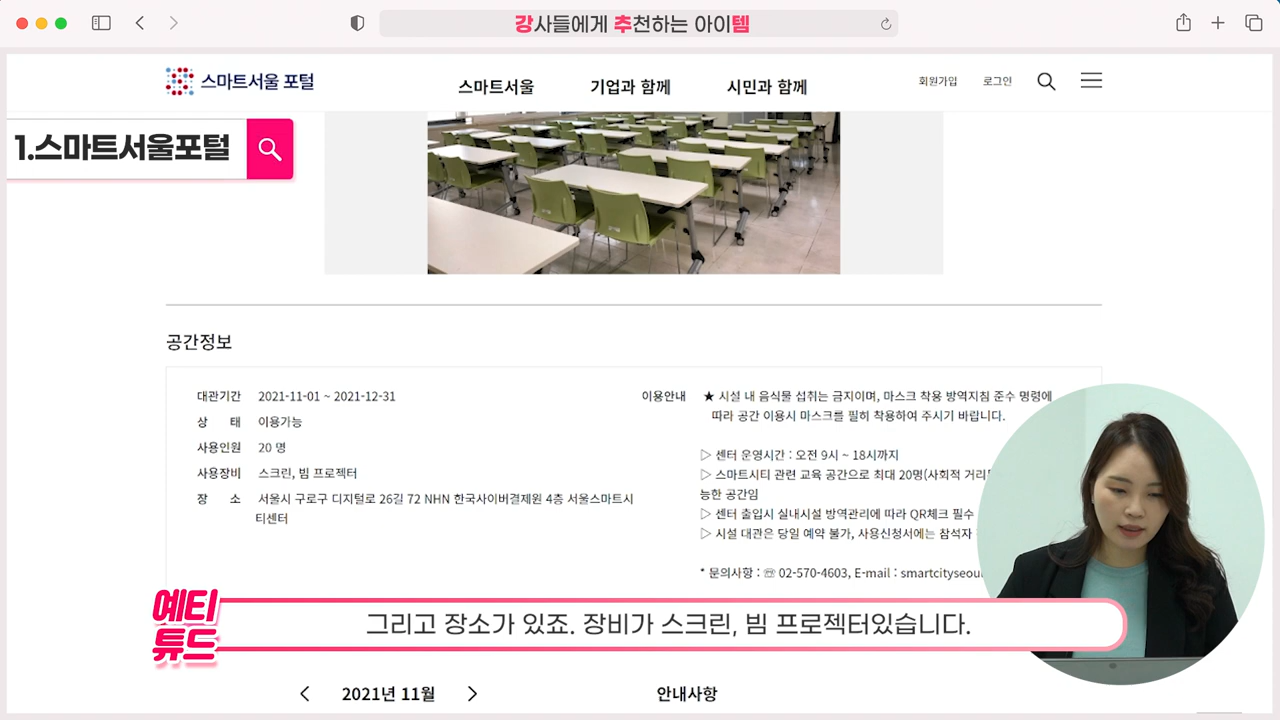 강사들에게 추천하는 아이템
스마트서울 포털
스마트서울 기업과 함께 시민과 함께
회원가입 로그인
1.스마트서울포털
공간정보
대관기간 2021-11-01 ~ 2021-12-31
상 태 이용가능
사용인원 20 명
사용장비 스크린, 빔 프로젝터
장 소 서울시 구로구 디지털로 26길 72 NHN 한국사이버결제원 4층 서울스마트시
티센터
이용안내 ★ 시설 내 음식물 섭취는 금지이며, 마스크 착용 방역지침 준수 명령에
따라 공간 이용시 마스크를 필히 착용하여 주시기 바랍니다.
▷ 센터 운영시간 : 오전 9시 ~ 18시까지
▷ 스마트시티 관련 교육 공간으로 최대 20명(사회적 거리
능한 공간임
▷ 센터 출입시 실내시설 방역관리에 따라 QR체크 필수
▷ 시설 대관은 당일 예약 불가, 사용신청서에는 참석자
* 문의사항 : ☏ 02-570-4603, E-mail : smartcityseou
예티
튜드
그리고 장소가 있죠. 장비가 스크린, 빔 프로젝터있습니다.
2021년 11월
안내사항